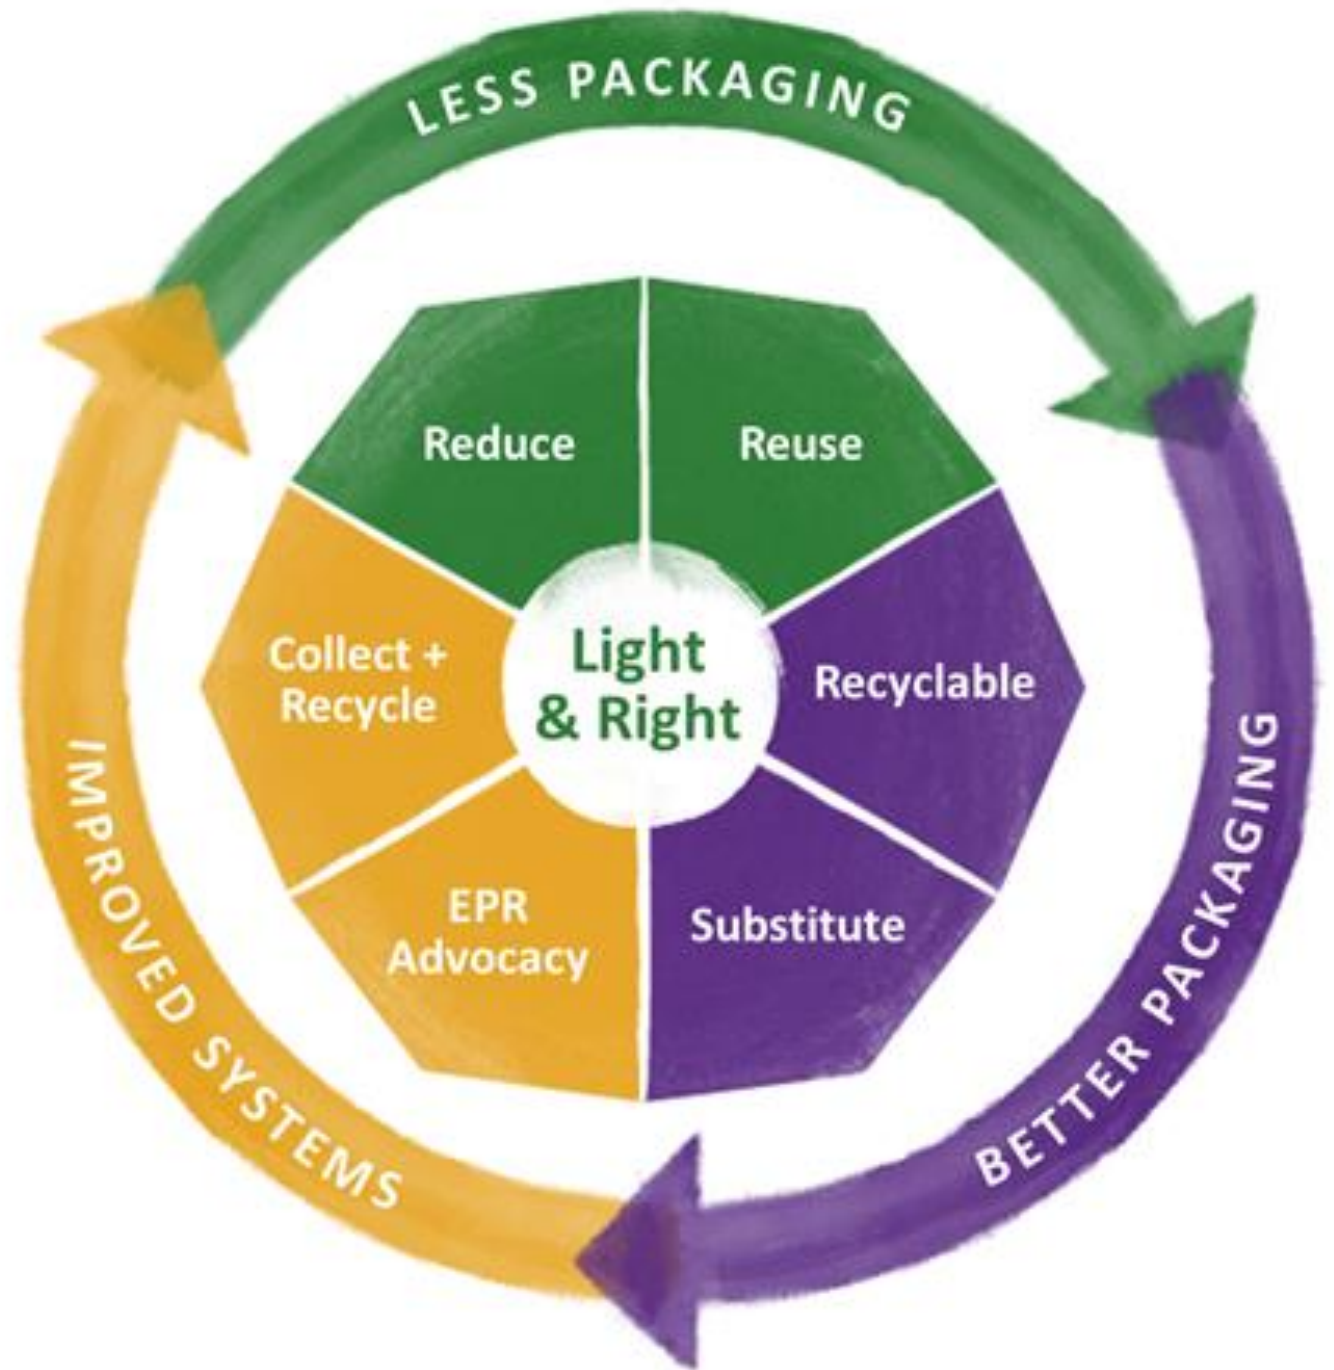 LESS PACKAGING
Reduce
Reuse
Collect +
Recycle
Light
& Right
Recyclable
EPR
Advocacy
Substitute
IMPROVED SYSTEMS
BETTER PACKAGING